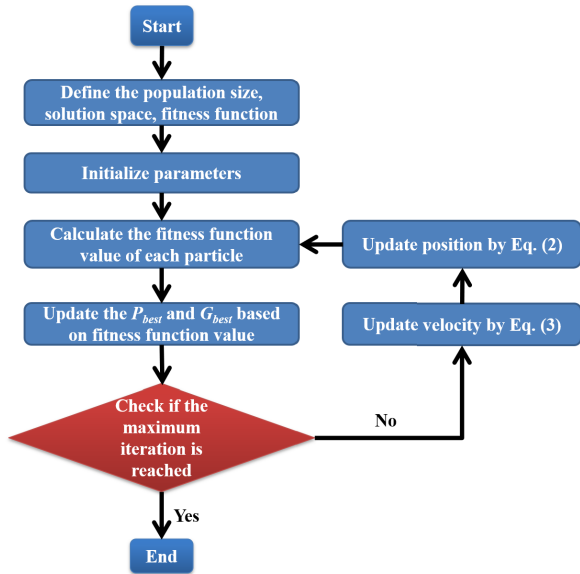 Start
Define the population size,
solution space, fitness function
Initialize parameters
Calculate the fitness function
value of each particle
Update position by Eq. (2)
Update the P_best and G_best based
on fitness function value
Update velocity by Eq. (3)
Check if the
maximum
iteration is
reached
No
Yes
End